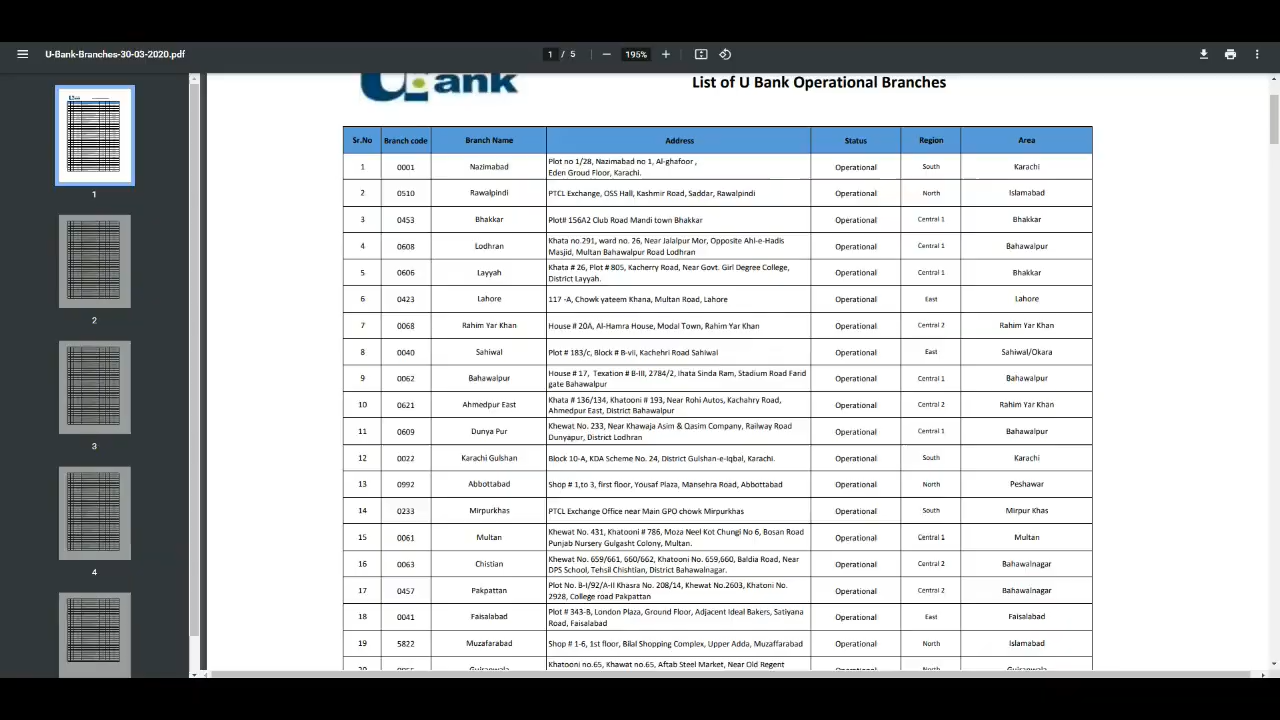 U-Bank-Branches-30-03-2020.pdf
1 / 5
195%
1
2
3
4
UBank
List of U Bank Operational Branches
Sr.No Branch code Branch Name Address Status Region Area
1 0001 Nazimabad Plot no 1/28, Nazimabad no 1, Al-ghafoor ,
Eden Groud Floor, Karachi. Operational South Karachi
2 0510 Rawalpindi PTCL Exchange, OSS Hall, Kashmir Road, Saddar, Rawalpindi Operational North Islamabad
3 0453 Bhakkar Plot# 156A2 Club Road Mandi town Bhakkar Operational Central 1 Bhakkar
4 0608 Lodhran Khata no.291, ward no. 26, Near Jalalpur Mor, Opposite Ahl-e-Hadis
Masjid, Multan Bahawalpur Road Lodhran Operational Central 1 Bahawalpur
5 0606 Layyah Khata # 26, Plot # 805, Kacherry Road, Near Govt. Girl Degree College,
District Layyah. Operational Central 1 Bhakkar
6 0423 Lahore 117 -A, Chowk yateem Khana, Multan Road, Lahore Operational East Lahore
7 0068 Rahim Yar Khan House # 20A, Al-Hamra House, Modal Town, Rahim Yar Khan Operational Central 2 Rahim Yar Khan
8 0040 Sahiwal Plot # 183/c, Block # B-vii, Kachehri Road Sahiwal Operational East Sahiwal/Okara
9 0062 Bahawalpur House # 17, Texation # B-III, 2784/2, Ihata Sinda Ram, Stadium Road Farid
gate Bahawalpur Operational Central 1 Bahawalpur
10 0621 Ahmedpur East Khata # 136/134, Khatooni # 193, Near Rohi Autos, Kachahry Road,
Ahmedpur East, District Bahawalpur Operational Central 2 Rahim Yar Khan
11 0609 Dunya Pur Khewat No. 233, Near Khawaja Asim & Qasim Company, Railway Road
Dunyapur, District Lodhran Operational Central 1 Bahawalpur
12 0022 Karachi Gulshan Block 10-A, KDA Scheme No. 24, District Gulshan-e-Iqbal, Karachi. Operational South Karachi
13 0992 Abbottabad Shop # 1,to 3, first floor, Yousaf Plaza, Mansehra Road, Abbottabad Operational North Peshawar
14 0233 Mirpurkhas PTCL Exchange Office near Main GPO chowk Mirpurkhas Operational South Mirpur Khas
15 0061 Multan Khewat No. 431, Khatooni # 786, Moza Neel Kot Chungi No 6, Bosan Road
Punjab Nursery Gulgasht Colony, Multan. Operational Central 1 Multan
16 0063 Chistian Khewat No. 659/661, 660/662, Khatooni No. 659,660, Baldia Road, Near
DPS School, Tehsil Chishtian, District Bahawalnagar. Operational Central 2 Bahawalnagar
17 0457 Pakpattan Plot No. B-I/92/A-II Khasra No. 208/14, Khewat No.2603, Khatoni No.
2928, College road Pakpattan Operational Central 2 Bahawalnagar
18 0041 Faisalabad Plot # 343-B, London Plaza, Ground Floor, Adjacent Ideal Bakers, Satiyana
Road, Faisalabad Operational East Faisalabad
19 5822 Muzafarabad Shop # 1-6, 1st floor, Bilal Shopping Complex, Upper Adda, Muzaffarabad Operational North Islamabad
Khatooni no.65, Khawat no.65, Aftab Steel Market, Near Old Regent